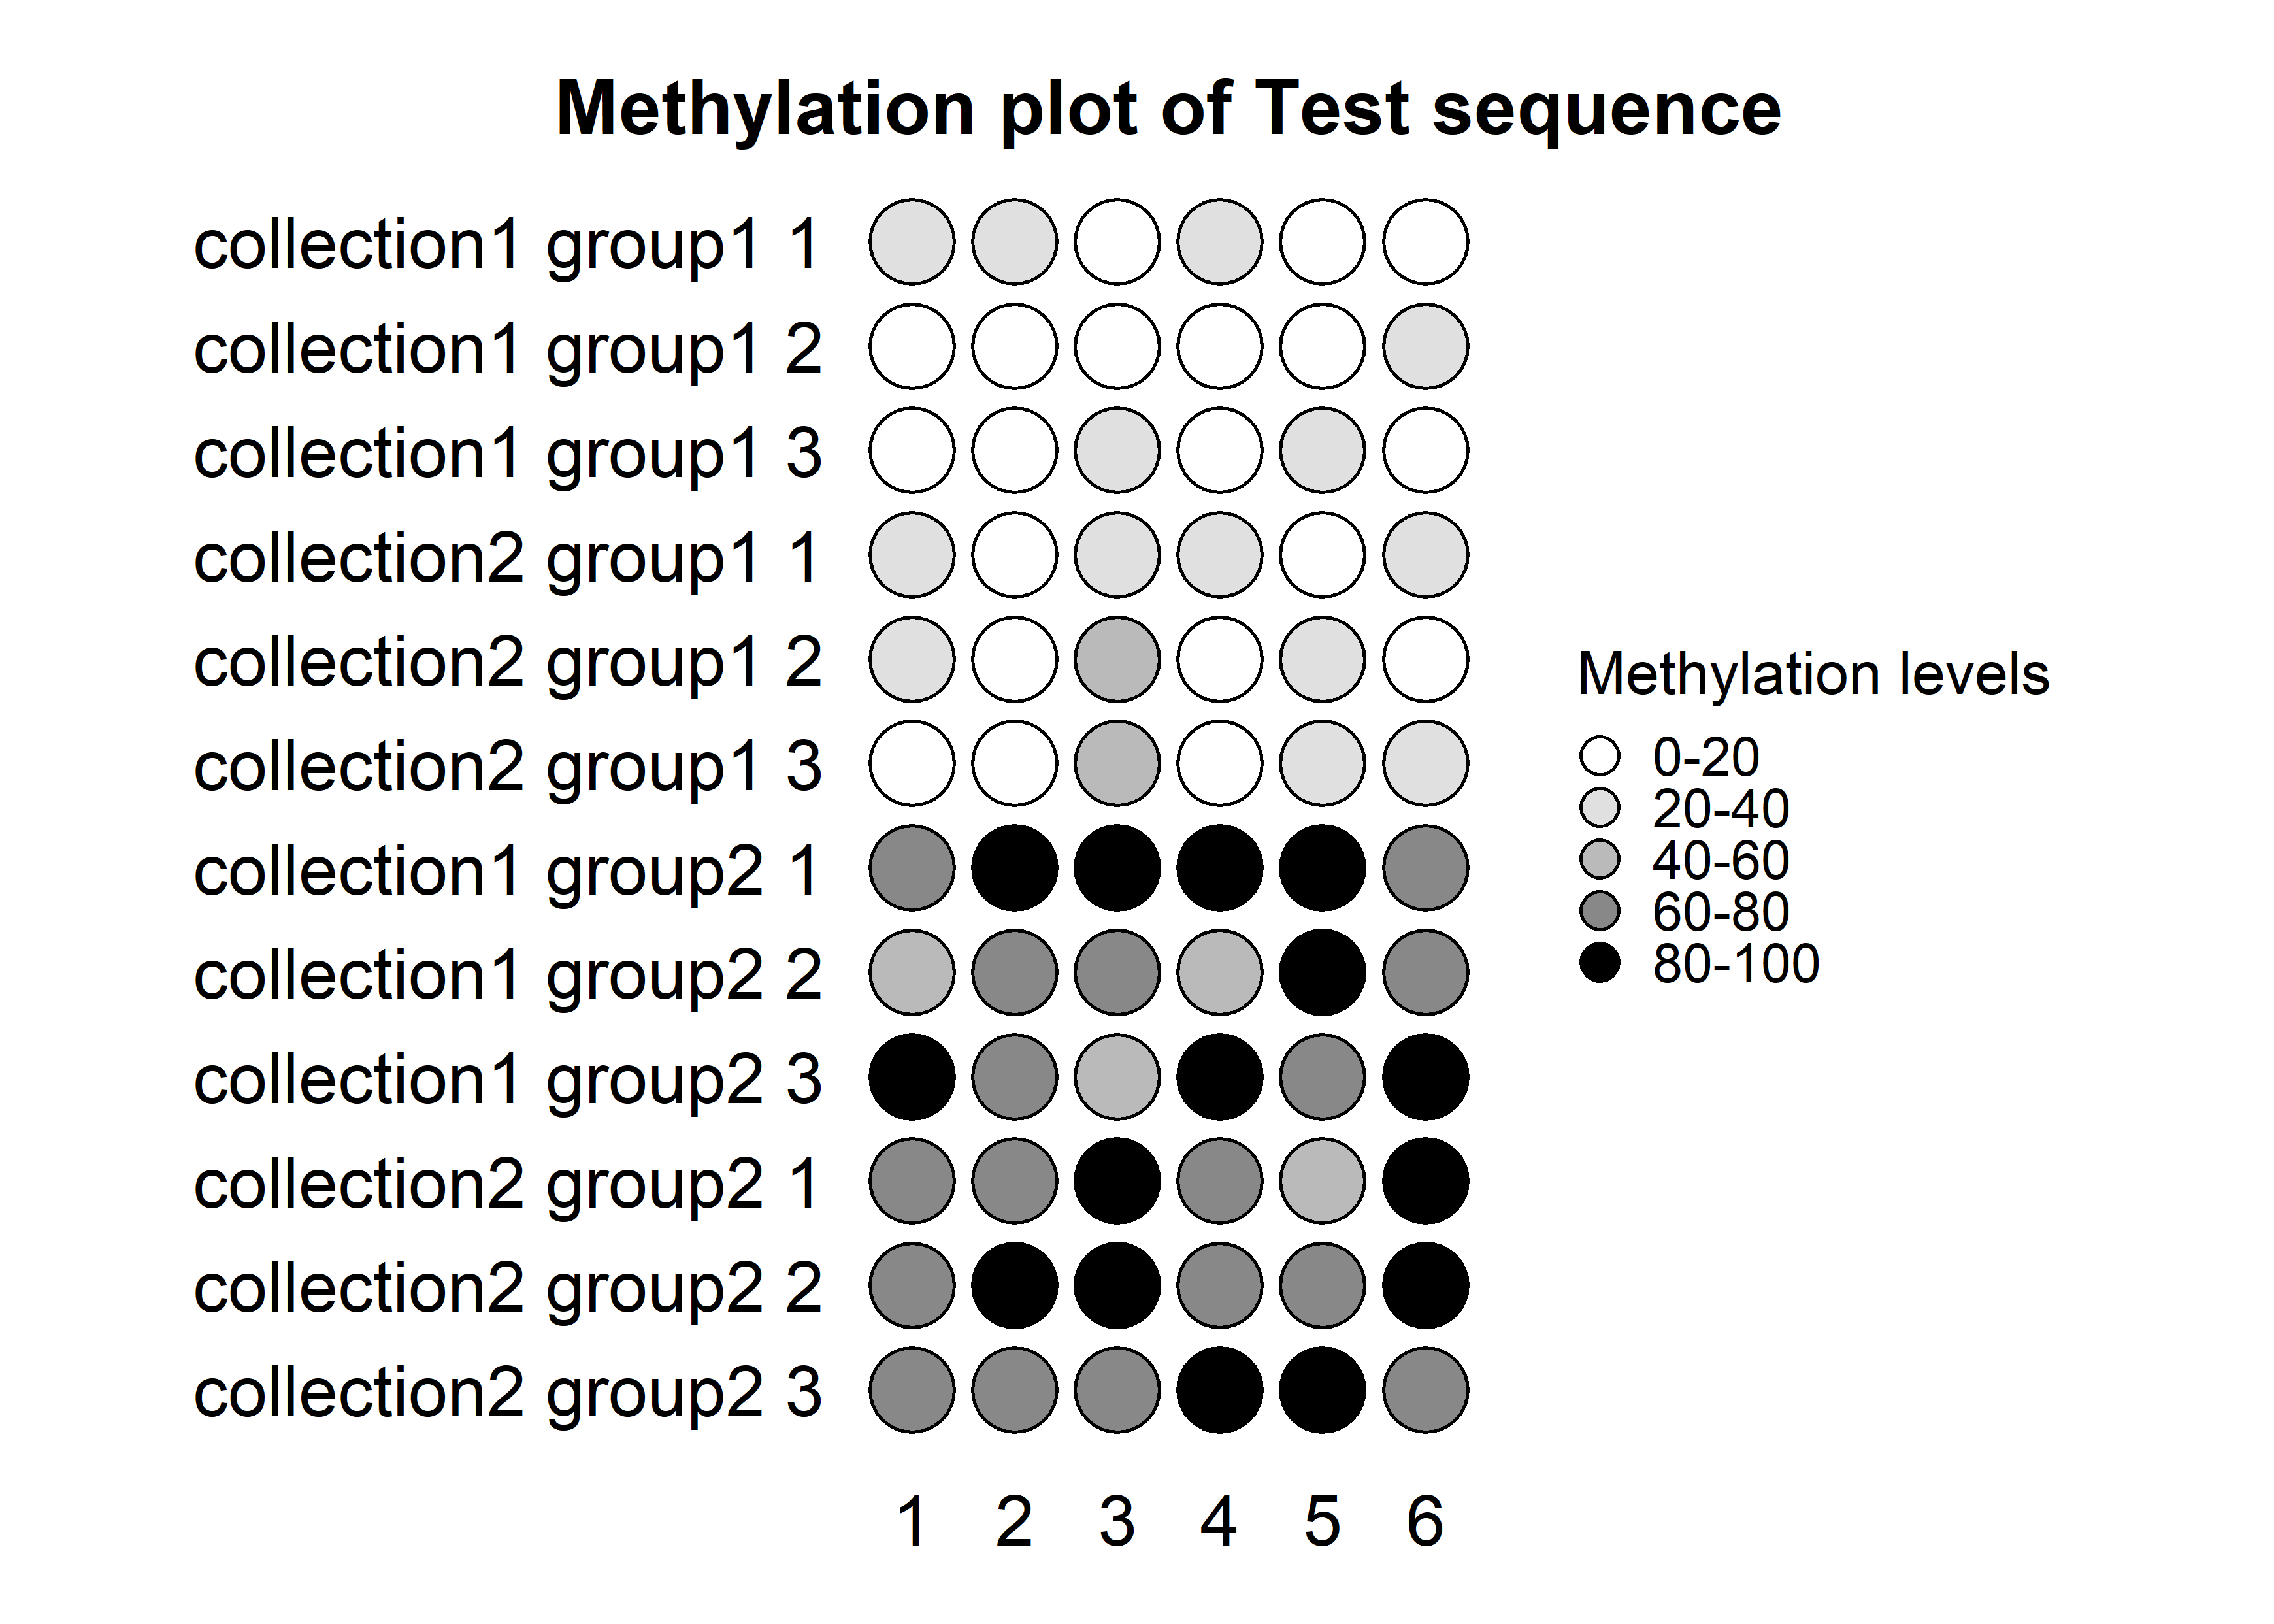 Methylation plot of Test sequence
collection1 group1 1
collection1 group1 2
collection1 group1 3
collection2 group1 1
collection2 group1 2
collection2 group1 3
collection1 group2 1
collection1 group2 2
collection1 group2 3
collection2 group2 1
collection2 group2 2
collection2 group2 3
1 2 3 4 5 6
Methylation levels
0-20
20-40
40-60
60-80
80-100